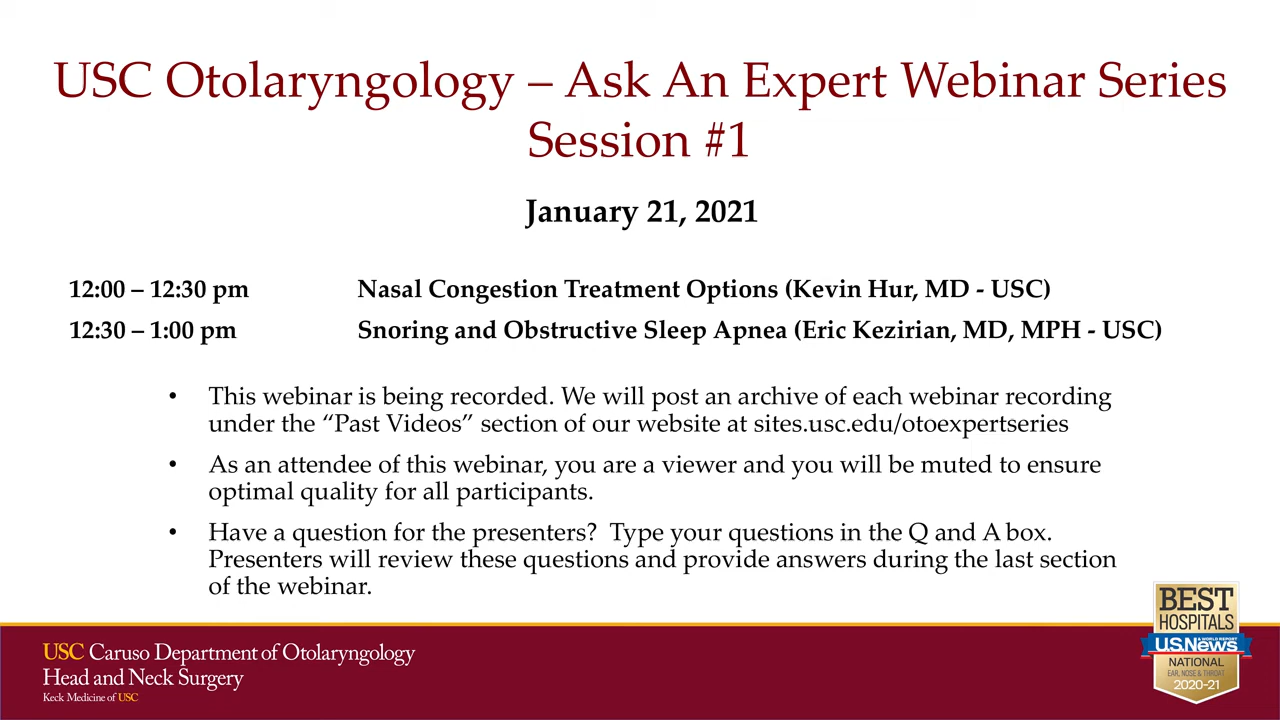 USC Otolaryngology – Ask An Expert Webinar Series
Session #1
January 21, 2021
12:00 – 12:30 pm Nasal Congestion Treatment Options (Kevin Hur, MD - USC)
12:30 – 1:00 pm Snoring and Obstructive Sleep Apnea (Eric Kezirian, MD, MPH - USC)
• This webinar is being recorded. We will post an archive of each webinar recording
under the “Past Videos” section of our website at sites.usc.edu/otoexpertseries
• As an attendee of this webinar, you are a viewer and you will be muted to ensure
optimal quality for all participants.
• Have a question for the presenters?  Type your questions in the Q and A box.
Presenters will review these questions and provide answers during the last section
of the webinar.
USC Caruso Department of Otolaryngology
Head and Neck Surgery
Keck Medicine of USC
BEST
HOSPITALS
U.S.News
& WORLD REPORT
NATIONAL
EAR, NOSE & THROAT
2020-21